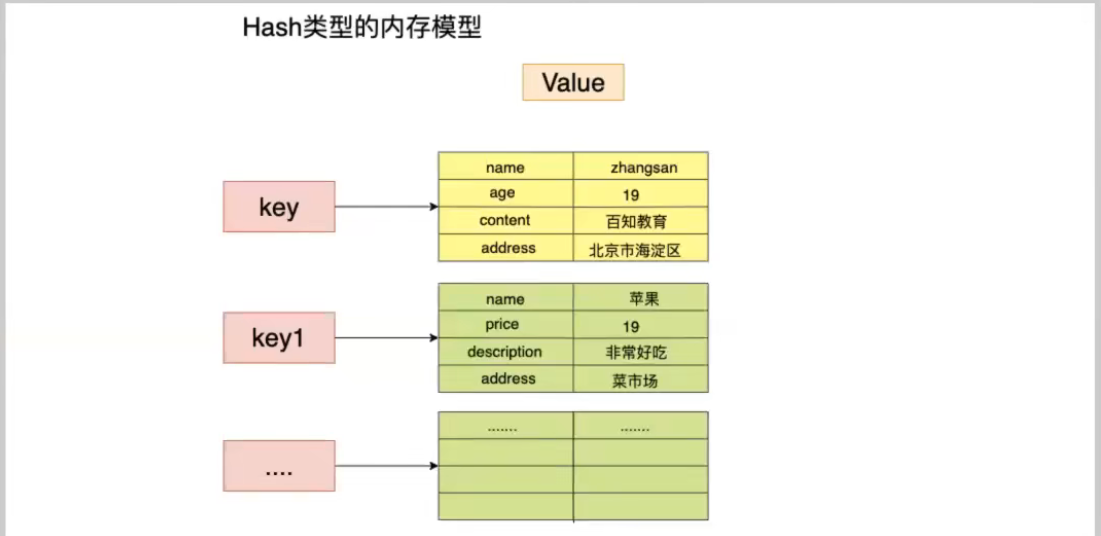 Hash类型的内存模型
Value
key
name zhangsan
age 19
content 百知教育
address 北京市海淀区
key1
name 苹果
price 19
description 非常好吃
address 菜市场
....
....... .......